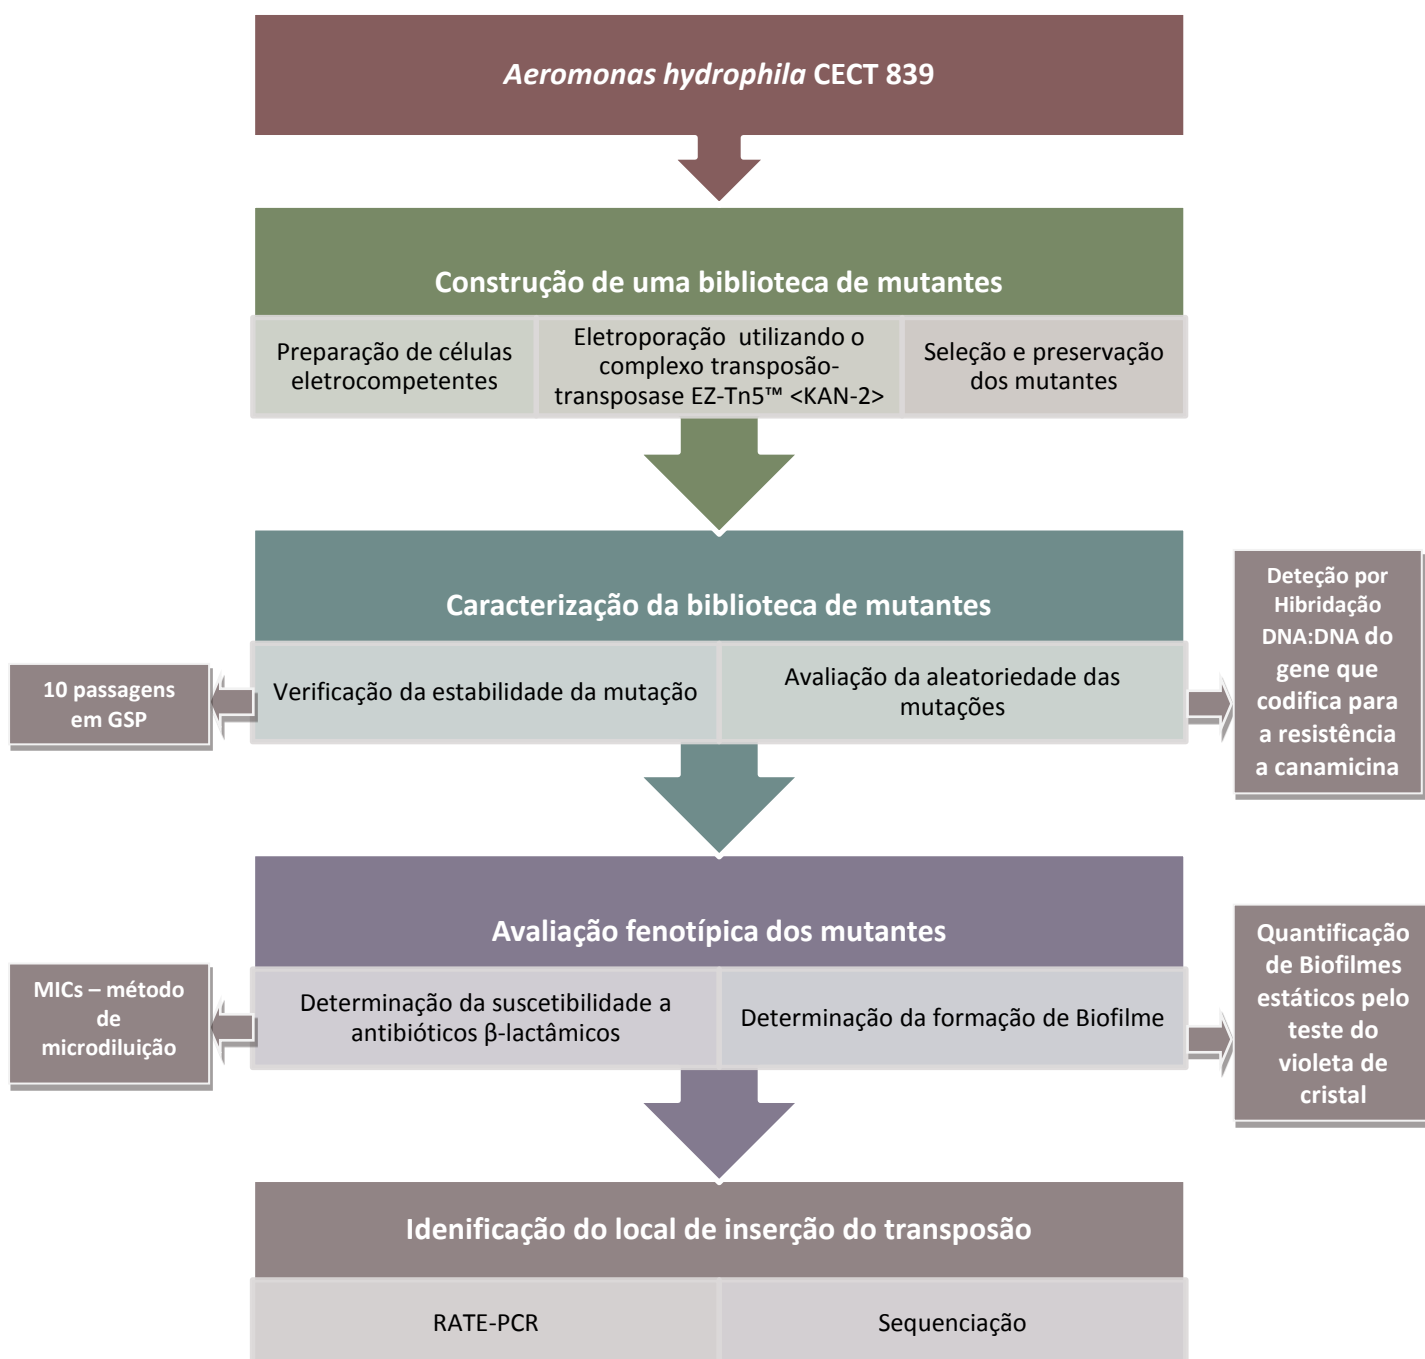 Aeromonas hydrophila CECT 839
Construção de uma biblioteca de mutantes
Preparação de células
eletrocompetentes
Eletroporação utilizando o
complexo transposão-
transposase EZ-Tn5™ <KAN-2>
Seleção e preservação
dos mutantes
Caracterização da biblioteca de mutantes
10 passagens
em GSP
Verificação da estabilidade da mutação
Avaliação da aleatoriedade das
mutações
Deteção por
Hibridação
DNA:DNA do
gene que
codifica para
a resistência
a canamicina
Avaliação fenotípica dos mutantes
MICs – método
de
microdiluição
Determinação da suscetibilidade a
antibióticos β-lactâmicos
Determinação da formação de Biofilme
Quantificação
de Biofilmes
estáticos pelo
teste do
violeta de
cristal
Idenificação do local de inserção do transposão
RATE-PCR
Sequenciação